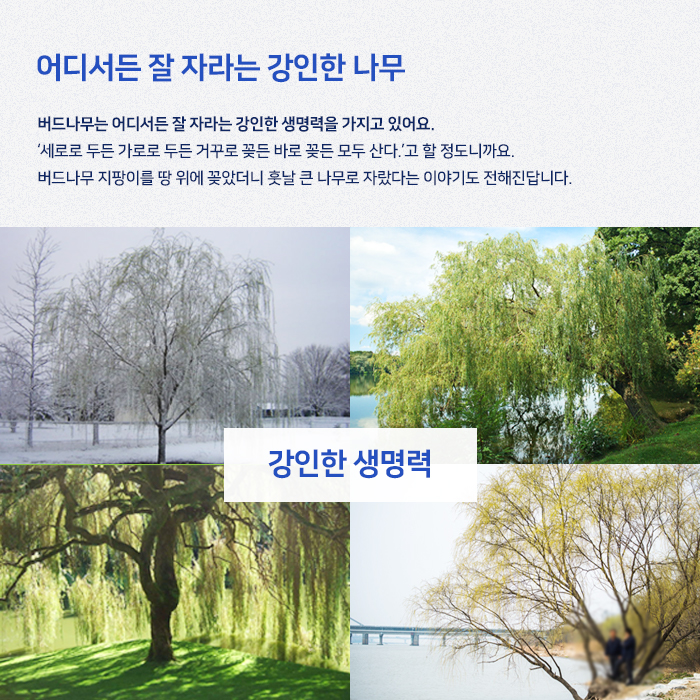 어디서든 잘 자라는 강인한 나무
버드나무는 어디서든 잘 자라는 강인한 생명력을 가지고 있어요.
'세로로 두든 가로로 두든 거꾸로 꽂든 바로 꽂든 모두 산다.'고 할 정도니까요.
버드나무 지팡이를 땅 위에 꽂았더니 훗날 큰 나무로 자랐다는 이야기도 전해진답니다.
강인한 생명력